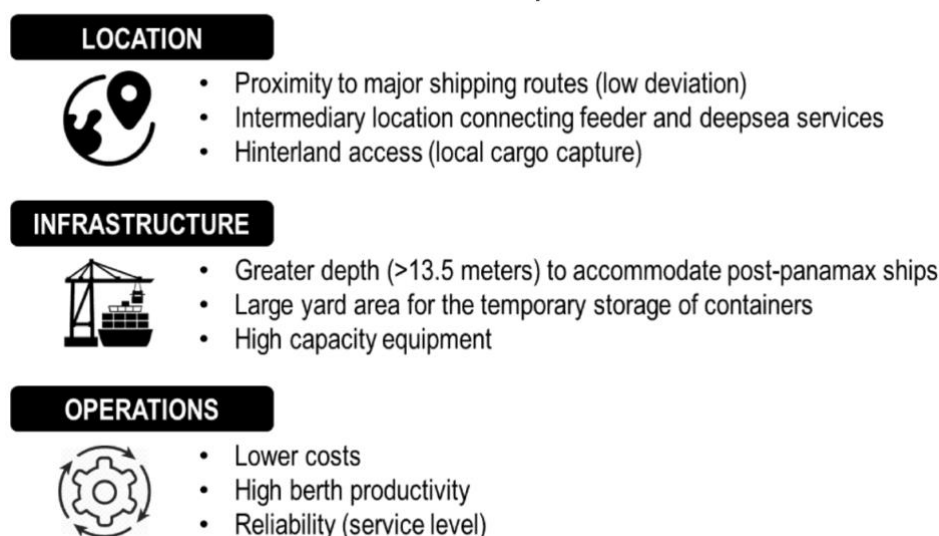 LOCATION
• Proximity to major shipping routes (low deviation)
• Intermediary location connecting feeder and deepsea services
• Hinterland access (local cargo capture)
INFRASTRUCTURE
• Greater depth (>13.5 meters) to accommodate post-panamax ships
• Large yard area for the temporary storage of containers
• High capacity equipment
OPERATIONS
• Lower costs
• High berth productivity
• Reliability (service level)